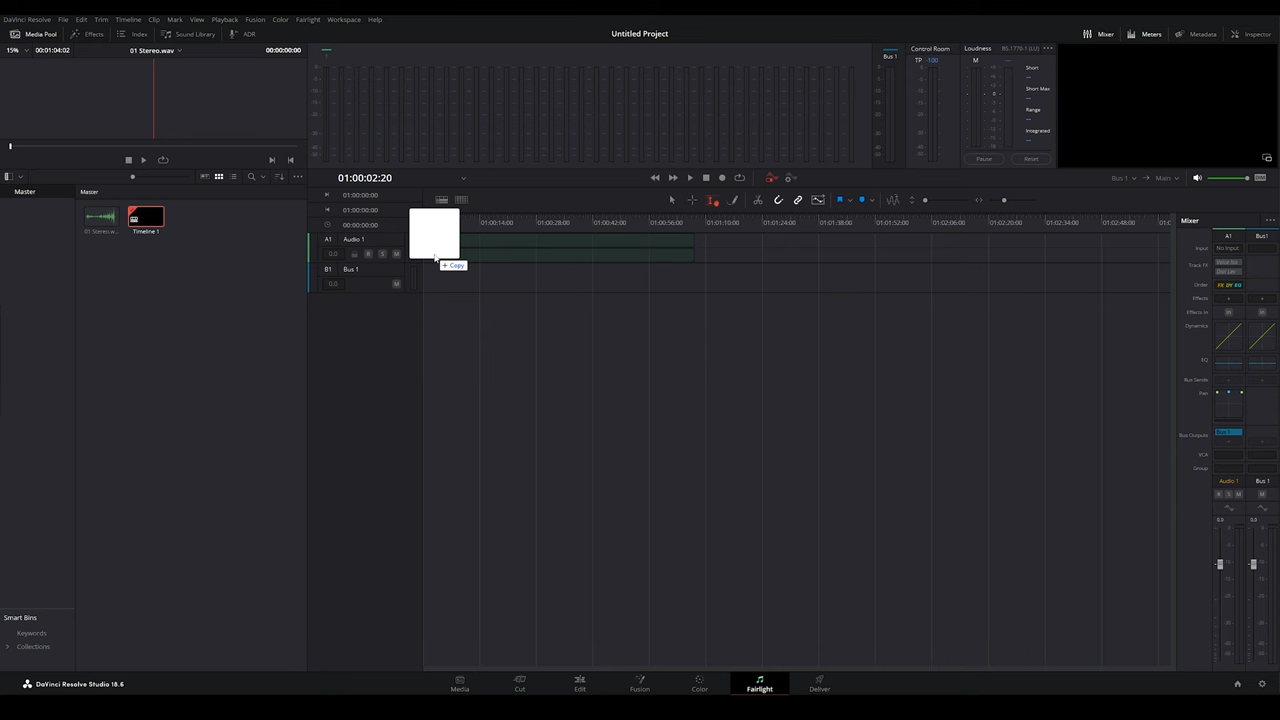 DaVinci Resolve File Edit Trim Timeline Clip Mark View Playback Fusion Color Fairlight Workspace Help
Media Pool Effects Index Sound Library ADR Untitled Project Mixer Meters Metadata Inspector
15% 00:01:04:02 01 Stereo.wav 00:00:00:00
Bus 1 Control Room Loudness BS.1770-1 (LU)
TP -100 M
Short
Short Max
Range
Integrated
Pause Reset
01:00:02:20 Bus 1 Main
Master Master
01:00:00:00
01:00:00:00
00:00:00:00
01:00:14:00 01:00:28:00 01:00:42:00 01:00:56:00 01:01:10:00 01:01:24:00 01:01:38:00 01:01:52:00 01:02:06:00 01:02:20:00 01:02:34:00 01:02:48:00
01 Stereo.w... Timeline 1
A1 Audio 1
0.0 R S M
+ Copy
B1 Bus 1
0.0 M
Mixer
A1 Bus1
Input No Input
Track FX
Order FX DY EQ
Effects + +
Effects In
Dynamics
EQ
Bus Sends
Pan
Bus Outputs Bus 1
VCA
Group
Audio 1 Bus 1
R S M M
0.0 0.0
Smart Bins
Keywords
Collections
DaVinci Resolve Studio 18.6
Media Cut Edit Fusion Color Fairlight Deliver